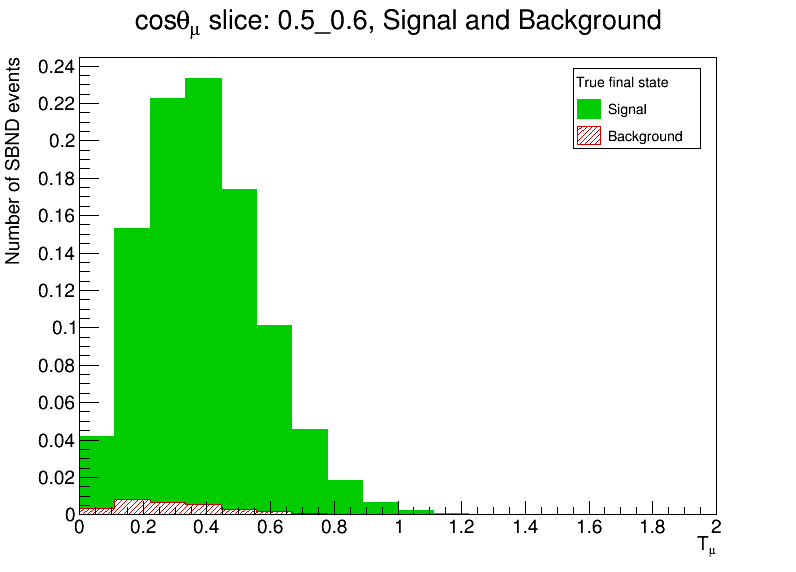 cosθμ slice: 0.5_0.6, Signal and Background
Number of SBND events
0.24
0.22
0.2
0.18
0.16
0.14
0.12
0.1
0.08
0.06
0.04
0.02
0
True final state
Signal
Background
0 0.2 0.4 0.6 0.8 1 1.2 1.4 1.6 1.8 2
Tμ